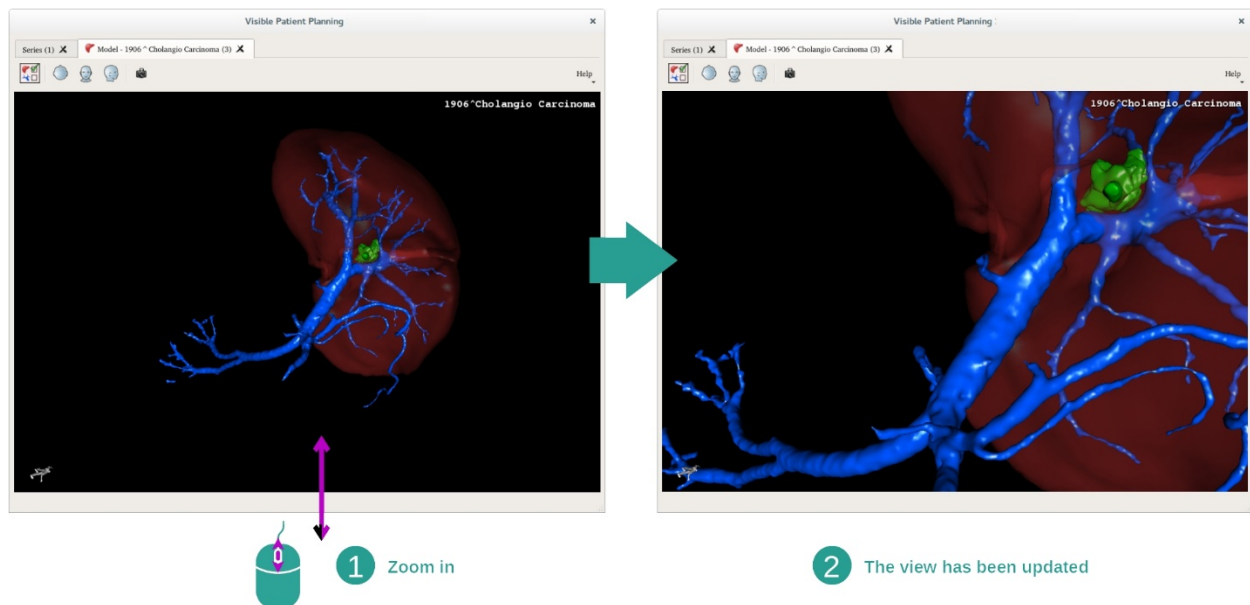 Visible Patient Planning
Series (1)
Model - 1906 ^ Cholangio Carcinoma (3)
Help
1906^Cholangio Carcinoma
Visible Patient Planning
Series (1)
Model - 1906 ^ Cholangio Carcinoma (3)
Help
1906^Cholangio Carcinoma
1 Zoom in
2 The view has been updated